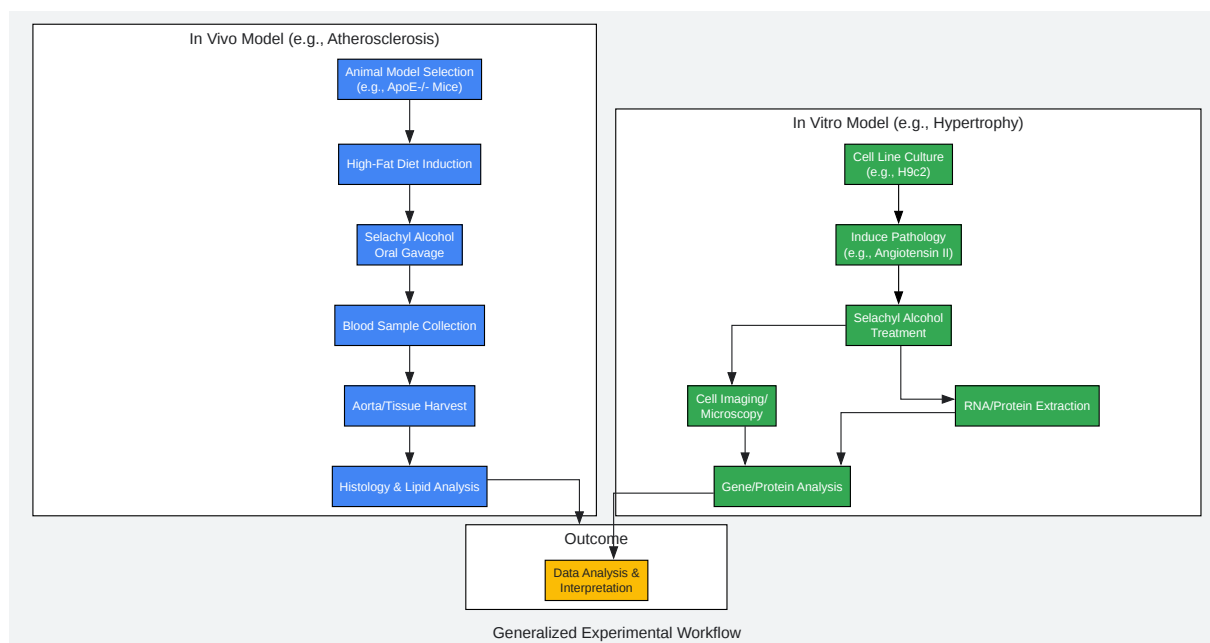 In Vivo Model (e.g., Atherosclerosis)
Animal Model Selection
(e.g., ApoE-/- Mice)
High-Fat Diet Induction
Selachyl Alcohol
Oral Gavage
Blood Sample Collection
Aorta/Tissue Harvest
Histology & Lipid Analysis
In Vitro Model (e.g., Hypertrophy)
Cell Line Culture
(e.g., H9c2)
Induce Pathology
(e.g., Angiotensin II)
Selachyl Alcohol
Treatment
Cell Imaging/
Microscopy
RNA/Protein Extraction
Gene/Protein Analysis
Outcome
Data Analysis &
Interpretation
Generalized Experimental Workflow